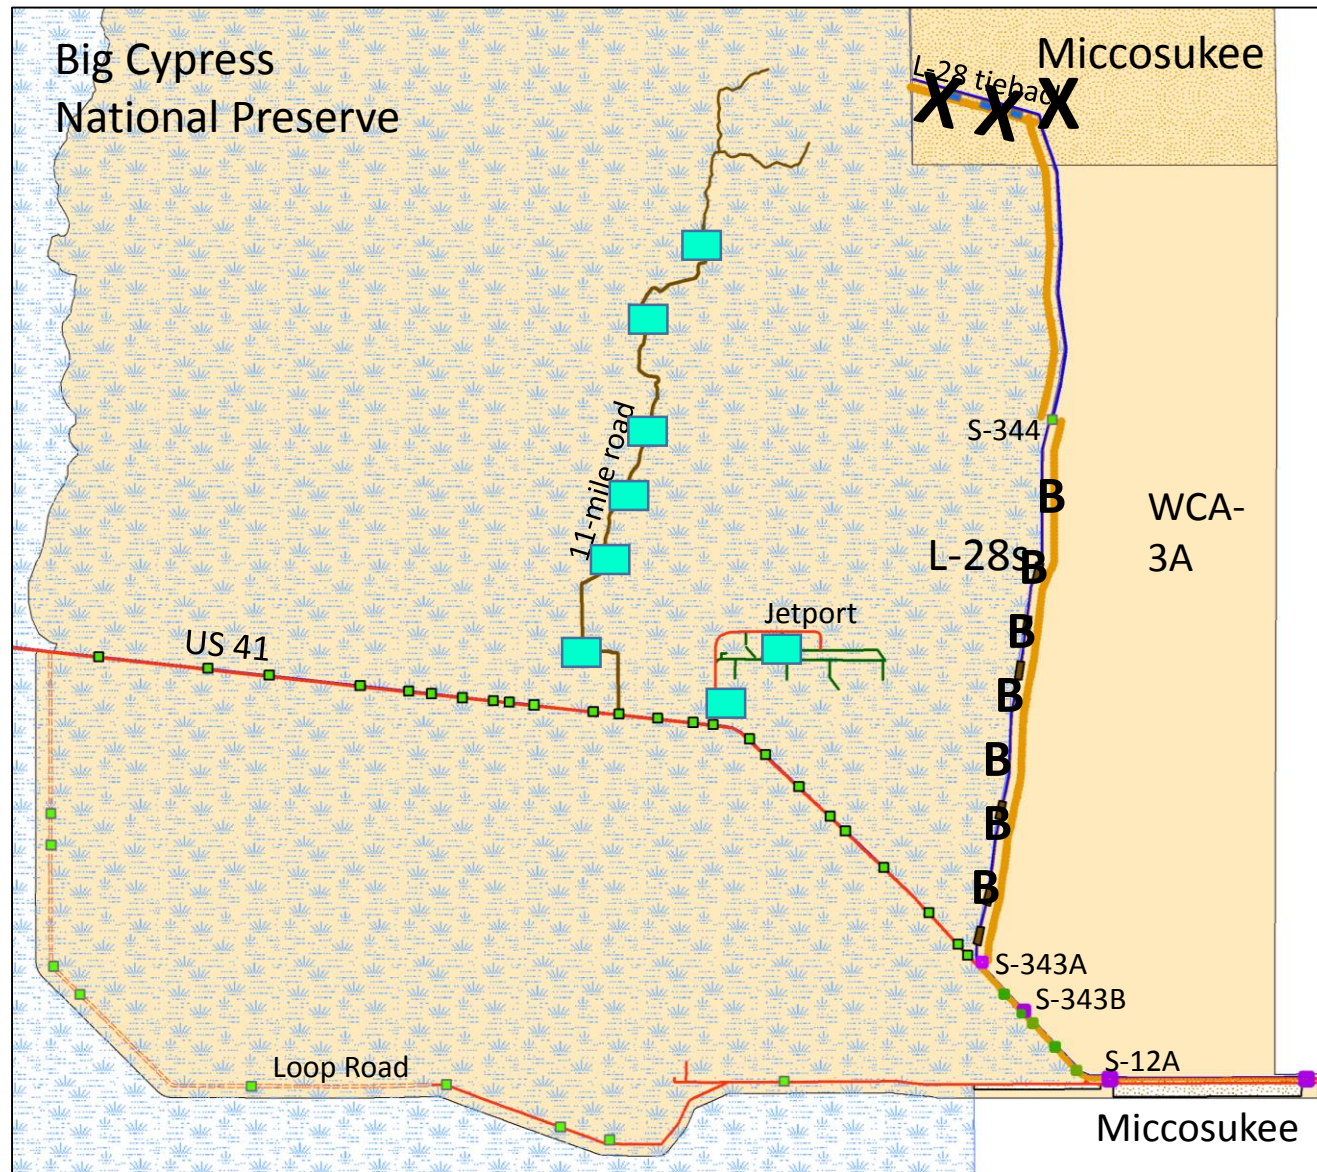 Big Cypress
National Preserve
Miccosukee
L-28 tieback
X X X
S-344
B
11-mile road
WCA-
3A
L-28s
B
Jetport
B
US 41
B
B
B
B
S-343A
S-343B
S-12A
Loop Road
Miccosukee